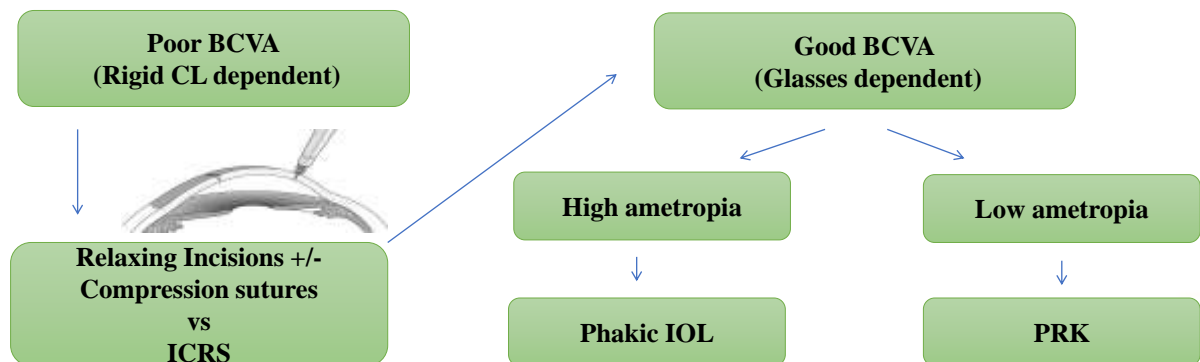 Poor BCVA
(Rigid CL dependent)
Good BCVA
(Glasses dependent)
High ametropia
Low ametropia
Relaxing Incisions +/-
Compression sutures
vs
ICRS
Phakic IOL
PRK